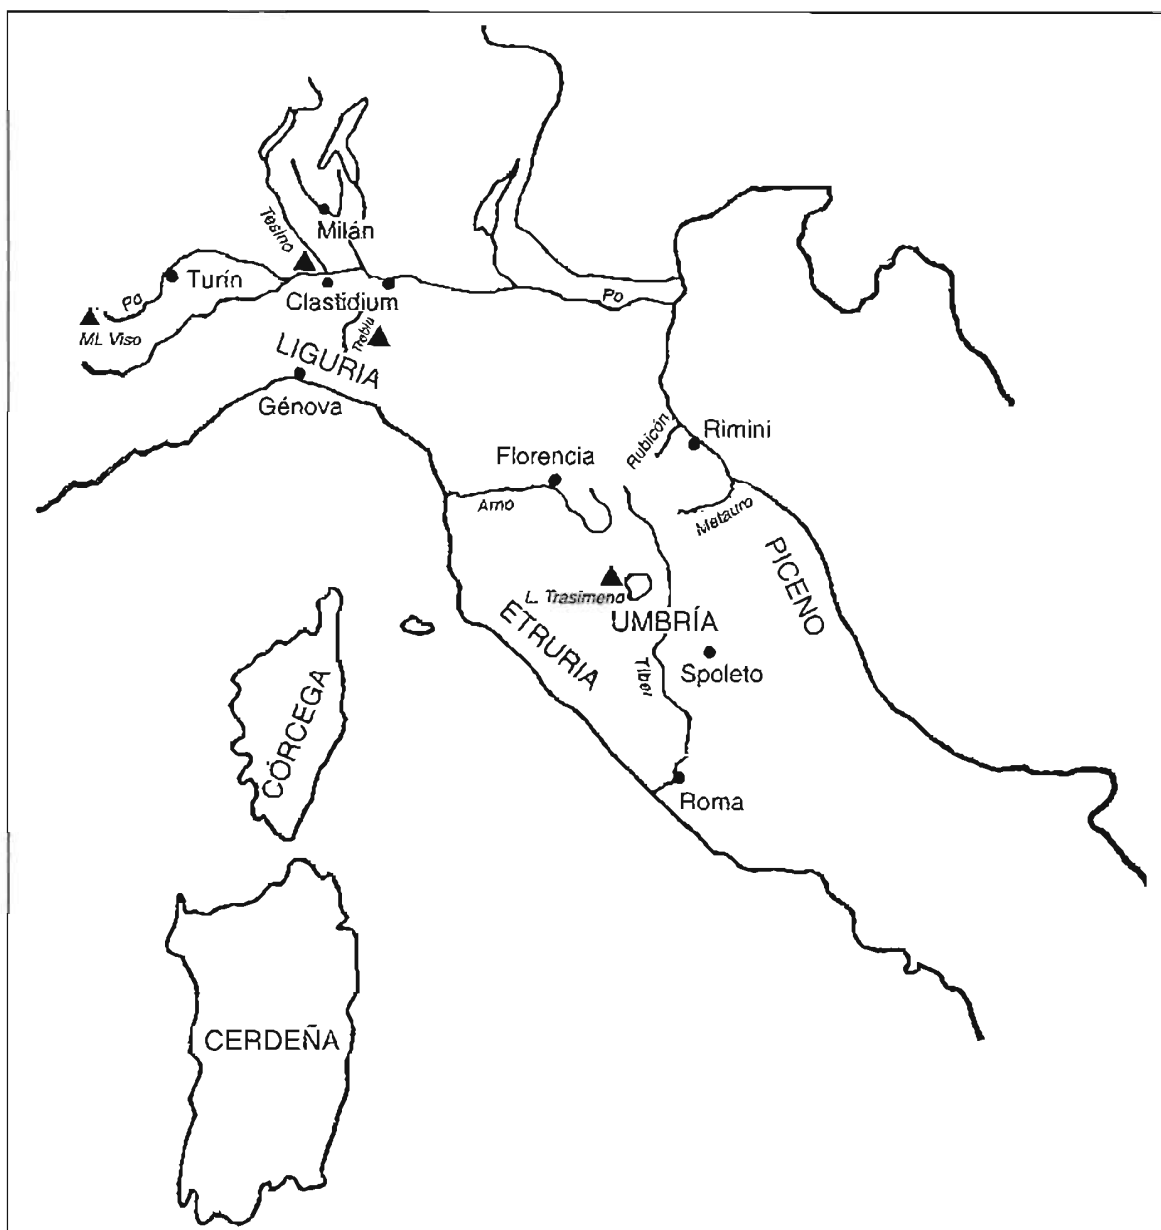 Tesino
Milán
Turín
Po
Clastidium
Mt. Viso
Trebia
LIGURIA
Génova
Po
Rubicón
Rimini
Florencia
Arno
Metauro
PICENO
L. Trasimeno
UMBRÍA
ETRURIA
Tíber
Spoleto
CÓRCEGA
Roma
CERDEÑA